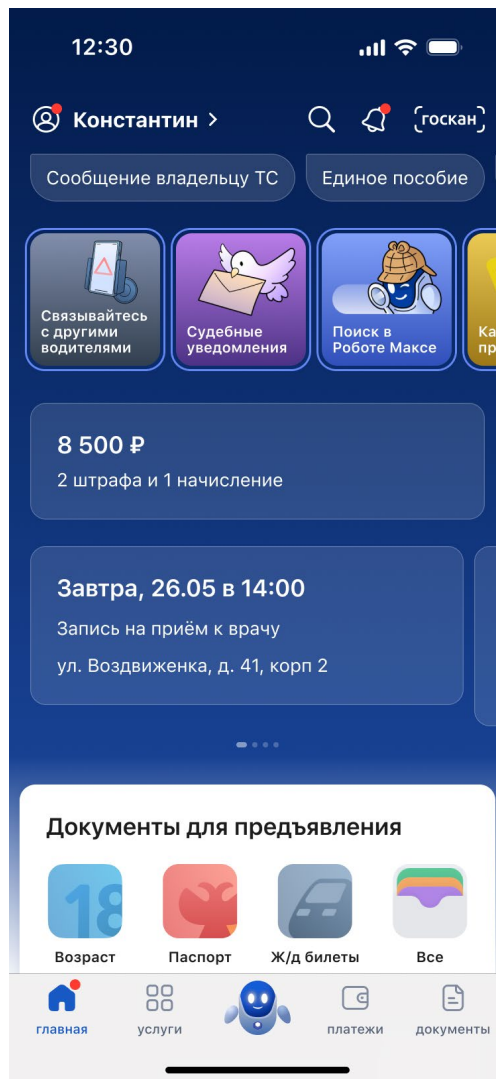 12:30
Константин >
госкан
Сообщение владельцу ТС
Единое пособие
Связывайтесь
с другими
водителями
Судебные
уведомления
Поиск в
Роботе Максе
Ка
пр
8 500 ₽
2 штрафа и 1 начисление
Завтра, 26.05 в 14:00
Запись на приём к врачу
ул. Воздвиженка, д. 41, корп 2
Документы для предъявления
18
Возраст
Паспорт
Ж/д билеты
Все
главная
услуги
платежи
документы